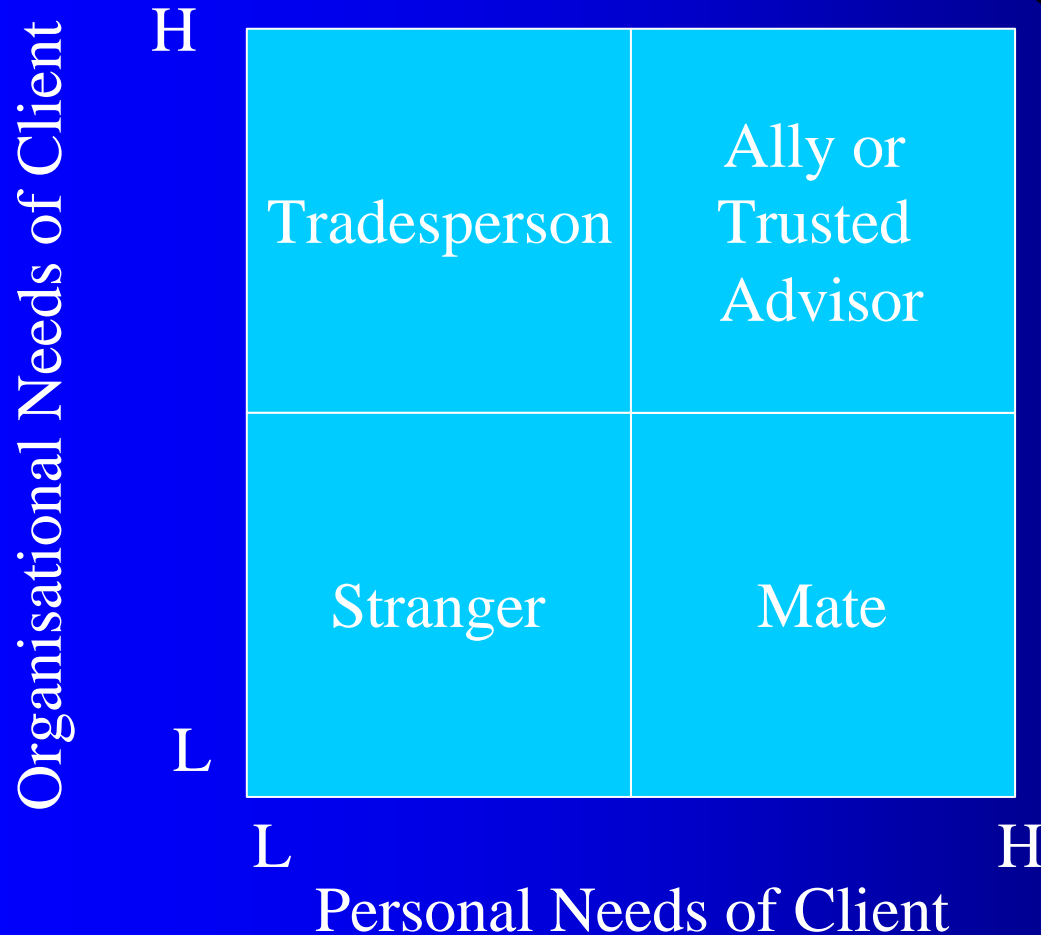 Organisational Needs of Client
H
Tradesperson
Ally or
Trusted
Advisor
Stranger
Mate
L
L
H
Personal Needs of Client